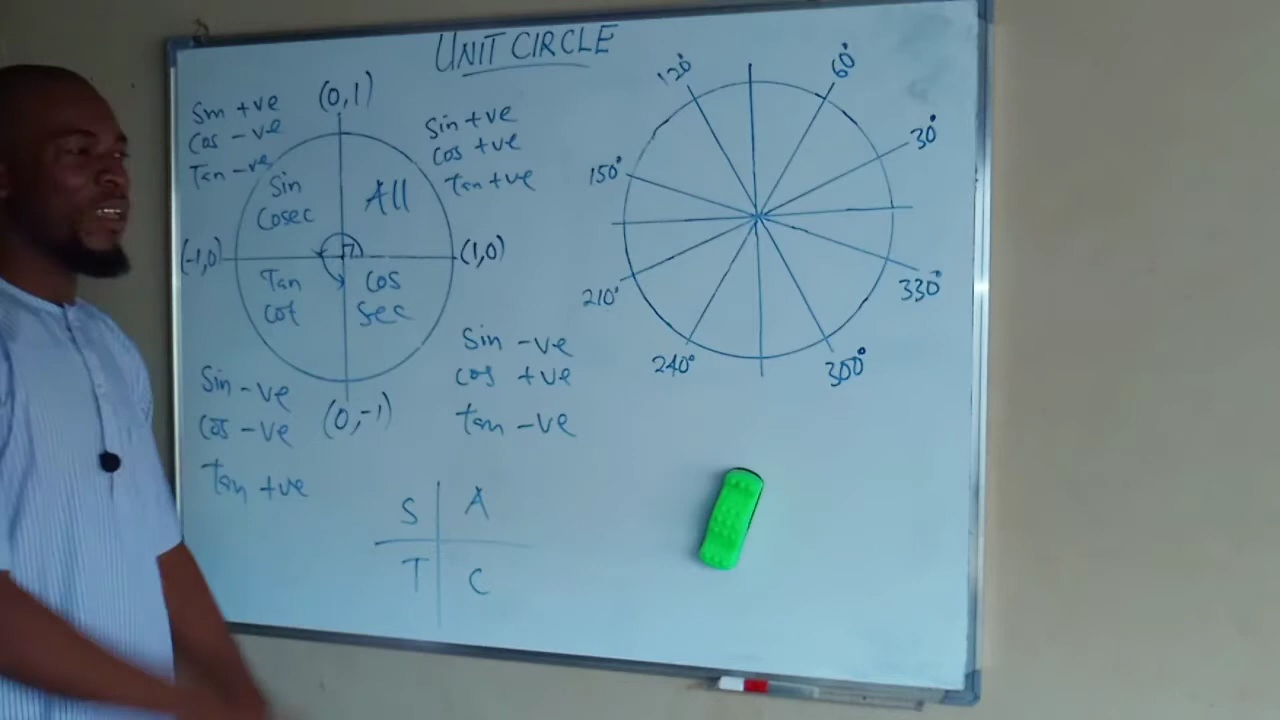 UNIT CIRCLE
Sin +ve
Cos -ve
Tan -ve
(0,1)
Sin +ve
Cos +ve
Tan +ve
Sin
Cosec
All
(-1,0)
(1,0)
Tan
Cot
Cos
Sec
Sin -ve
Cos -ve
Tan +ve
(0,-1)
Sin -ve
Cos +ve
tan -ve
S A
T C
120°
60°
30°
150°
210°
330°
240°
300°